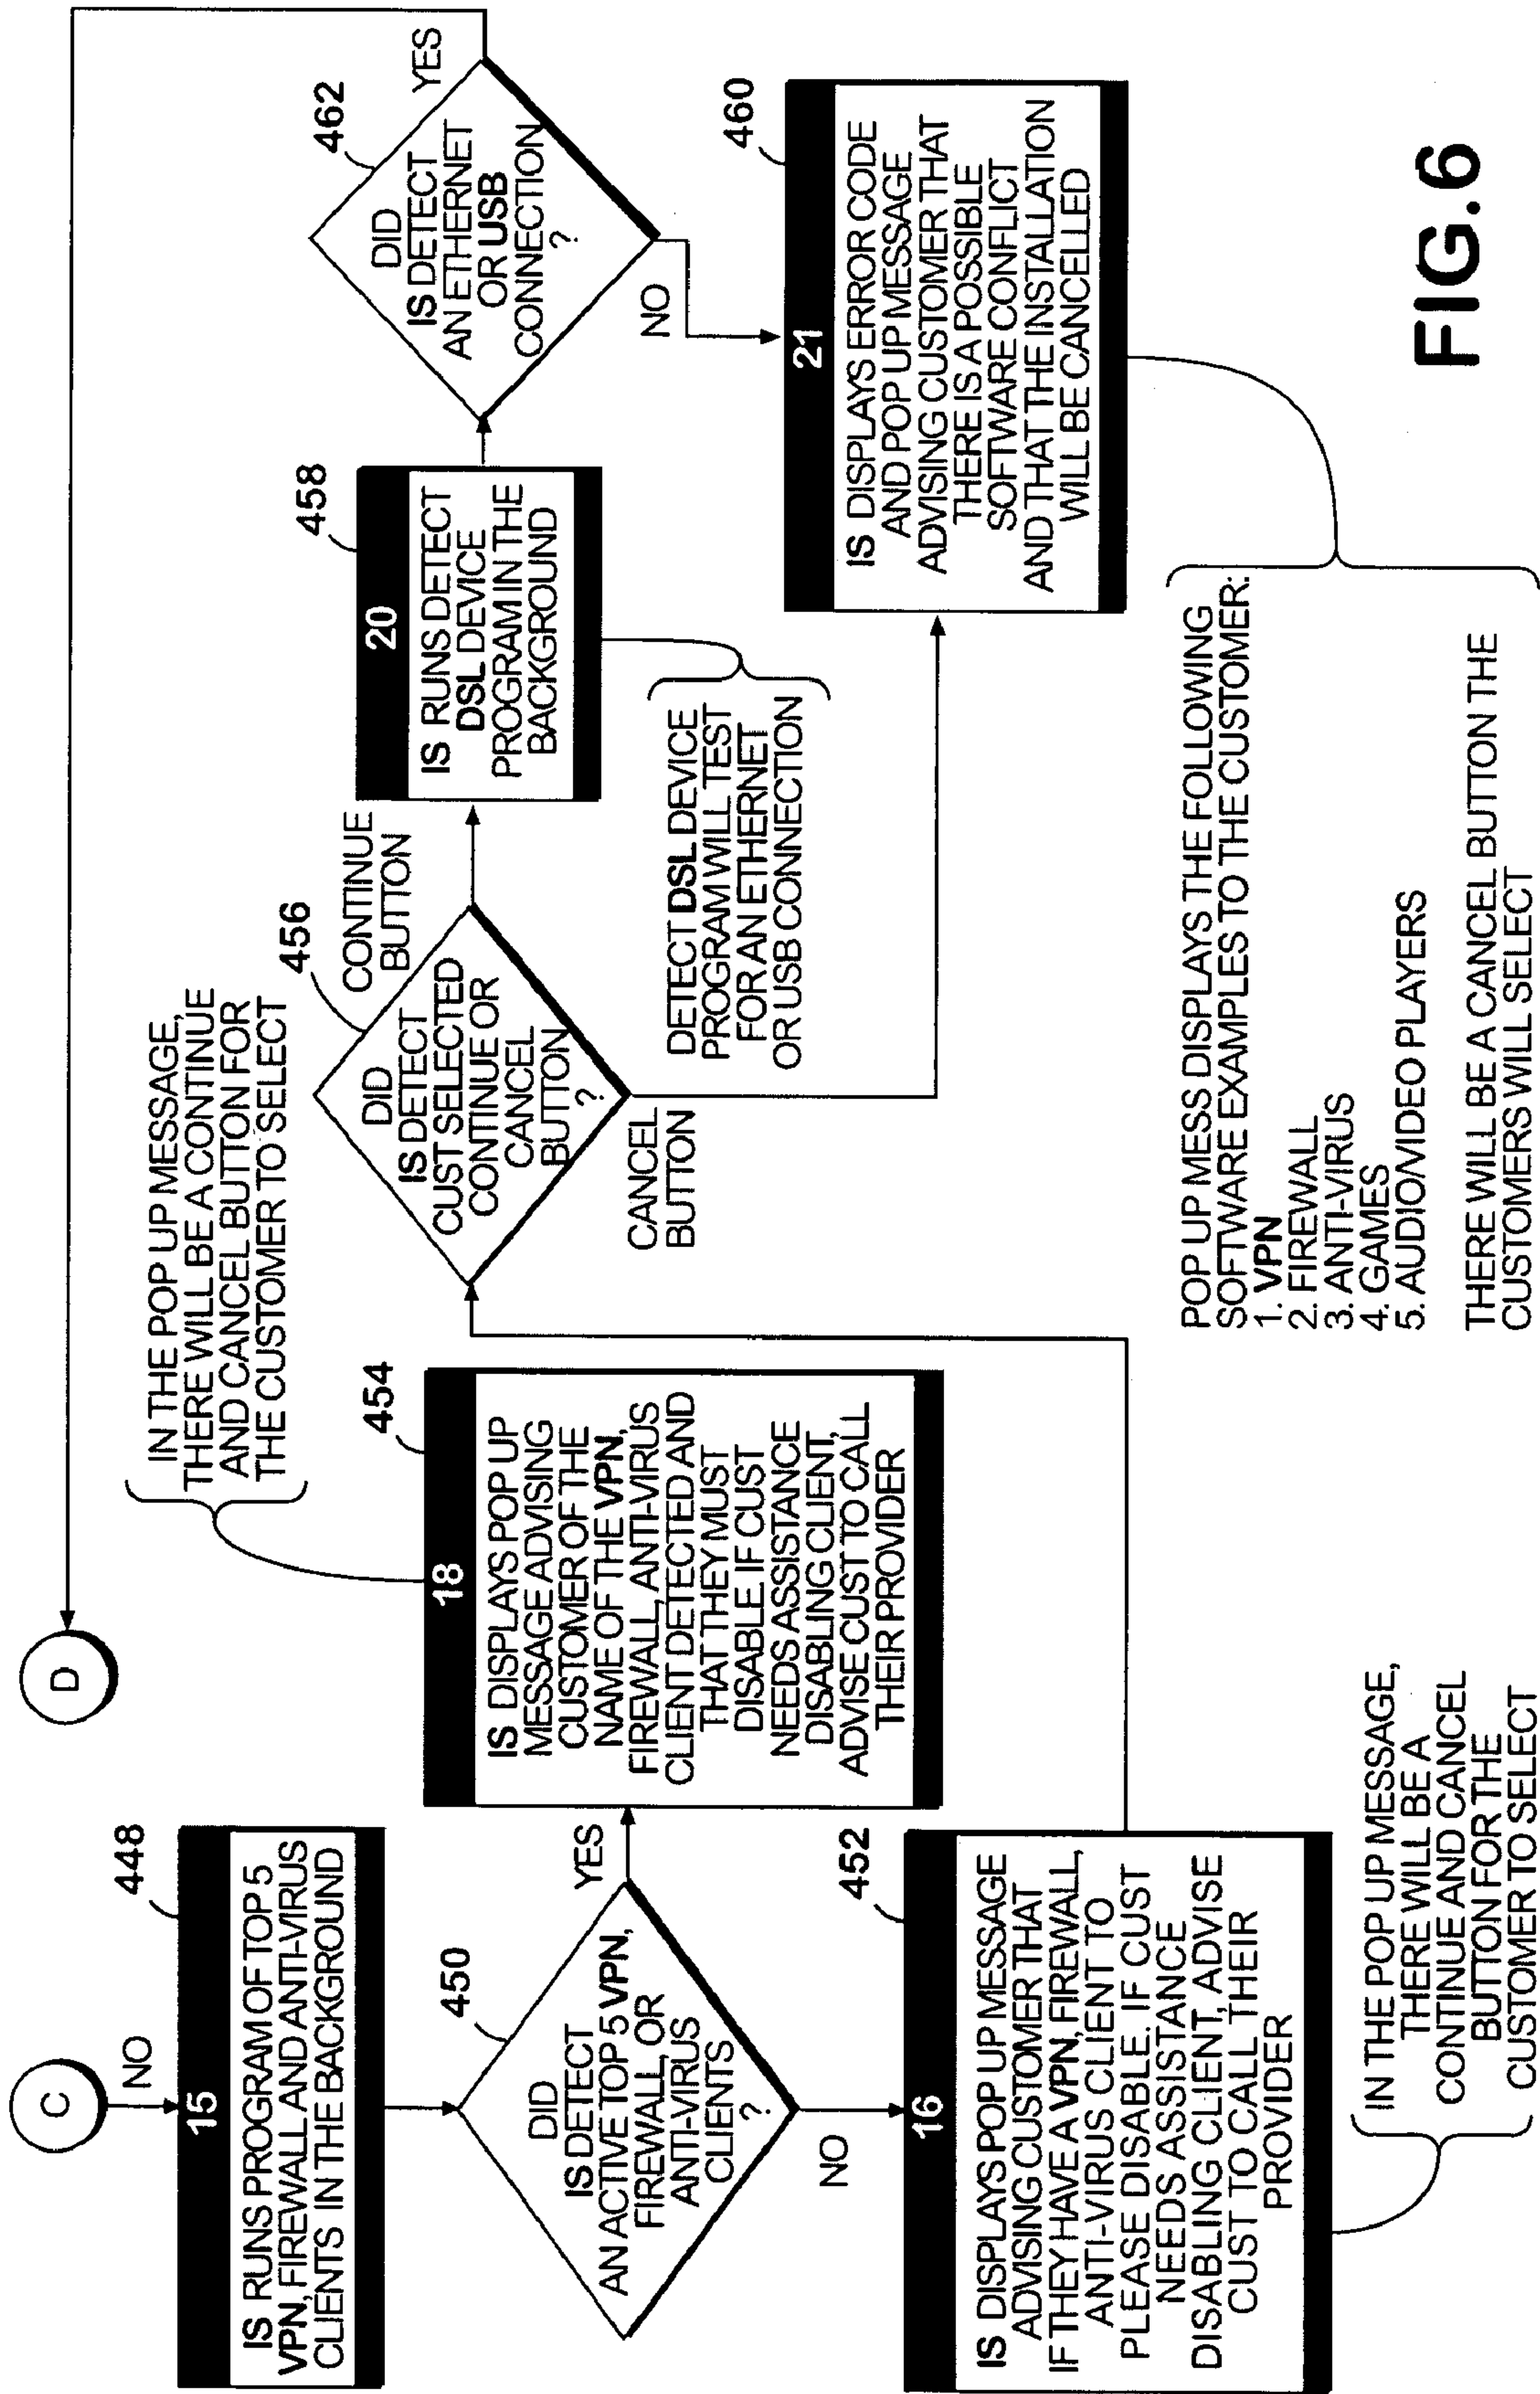 C
NO
448
15
IS RUNS PROGRAM OF TOP 5
VPN, FIREWALL AND ANTI-VIRUS
CLIENTS IN THE BACKGROUND
450
DID
IS DETECT
AN ACTIVE TOP 5 VPN,
FIREWALL, OR
ANTI-VIRUS
CLIENTS
?
YES
NO
452
16
IS DISPLAYS POP UP MESSAGE
ADVISING CUSTOMER THAT
IF THEY HAVE A VPN, FIREWALL,
ANTI-VIRUS CLIENT TO
PLEASE DISABLE. IF CUST
NEEDS ASSISTANCE
DISABLING CLIENT, ADVISE
CUST TO CALL THEIR
PROVIDER
IN THE POP UP MESSAGE,
THERE WILL BE A
CONTINUE AND CANCEL
BUTTON FOR THE
CUSTOMER TO SELECT
D
IN THE POP UP MESSAGE,
THERE WILL BE A CONTINUE
AND CANCEL BUTTON FOR
THE CUSTOMER TO SELECT
454
18
IS DISPLAYS POP UP
MESSAGE ADVISING
CUSTOMER OF THE
NAME OF THE VPN,
FIREWALL, ANTI-VIRUS
CLIENT DETECTED AND
THAT THEY MUST
DISABLE. IF CUST
NEEDS ASSISTANCE
DISABLING CLIENT,
ADVISE CUST TO CALL
THEIR PROVIDER
456
DID
IS DETECT
CUST SELECTED
CONTINUE OR
CANCEL
BUTTON
?
CONTINUE
BUTTON
CANCEL
BUTTON
458
20
IS RUNS DETECT
DSL DEVICE
PROGRAM IN THE
BACKGROUND
DETECT DSL DEVICE
PROGRAM WILL TEST
FOR AN ETHERNET
OR USB CONNECTION
462
DID
IS DETECT
AN ETHERNET
OR USB
CONNECTION
?
YES
NO
460
21
IS DISPLAYS ERROR CODE
AND POP UP MESSAGE
ADVISING CUSTOMER THAT
THERE IS A POSSIBLE
SOFTWARE CONFLICT
AND THAT THE INSTALLATION
WILL BE CANCELLED
POP UP MESS DISPLAYS THE FOLLOWING
SOFTWARE EXAMPLES TO THE CUSTOMER:
1. VPN
2. FIREWALL
3. ANTI-VIRUS
4. GAMES
5. AUDIO/VIDEO PLAYERS
THERE WILL BE A CANCEL BUTTON THE
CUSTOMERS WILL SELECT
FIG.6